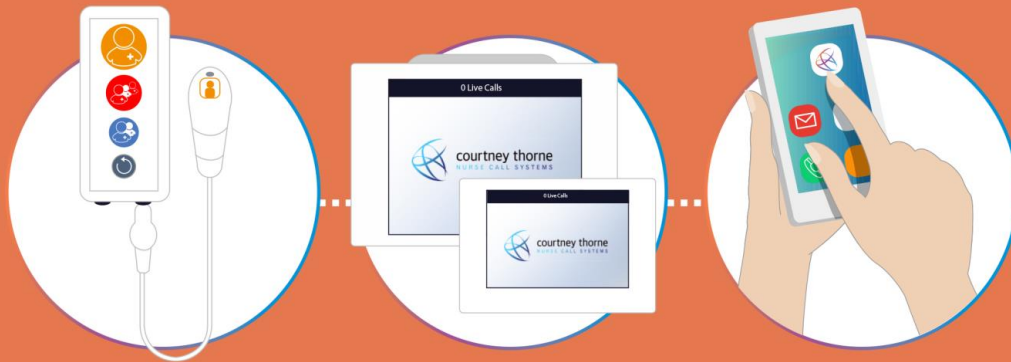 0 Live Calls
courtney thorne
NURSE CALL SYSTEMS
0 Live Calls
courtney thorne
NURSE CALL SYSTEMS